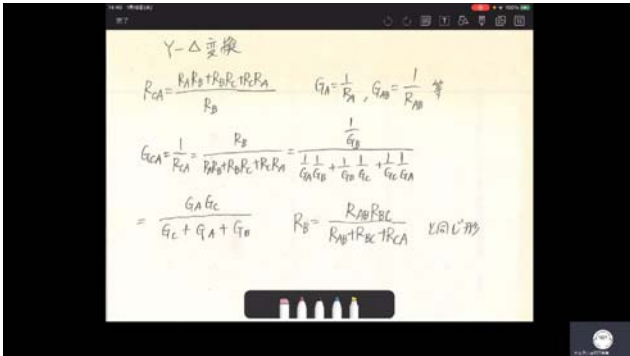 完了
Y-Δ変換
R_CA = (R_A R_B + R_B R_C + R_C R_A) / R_B    G_A = 1/R_A , G_AB = 1/R_AB 等
G_CA = 1/R_CA = R_B / (R_A R_B + R_B R_C + R_C R_A) = (1/G_B) / (1/G_A 1/G_B + 1/G_B 1/G_C + 1/G_C 1/G_A)
= G_A G_C / (G_C + G_A + G_B)    R_B = R_AB R_BC / (R_AB + R_BC + R_CA) と同じ形